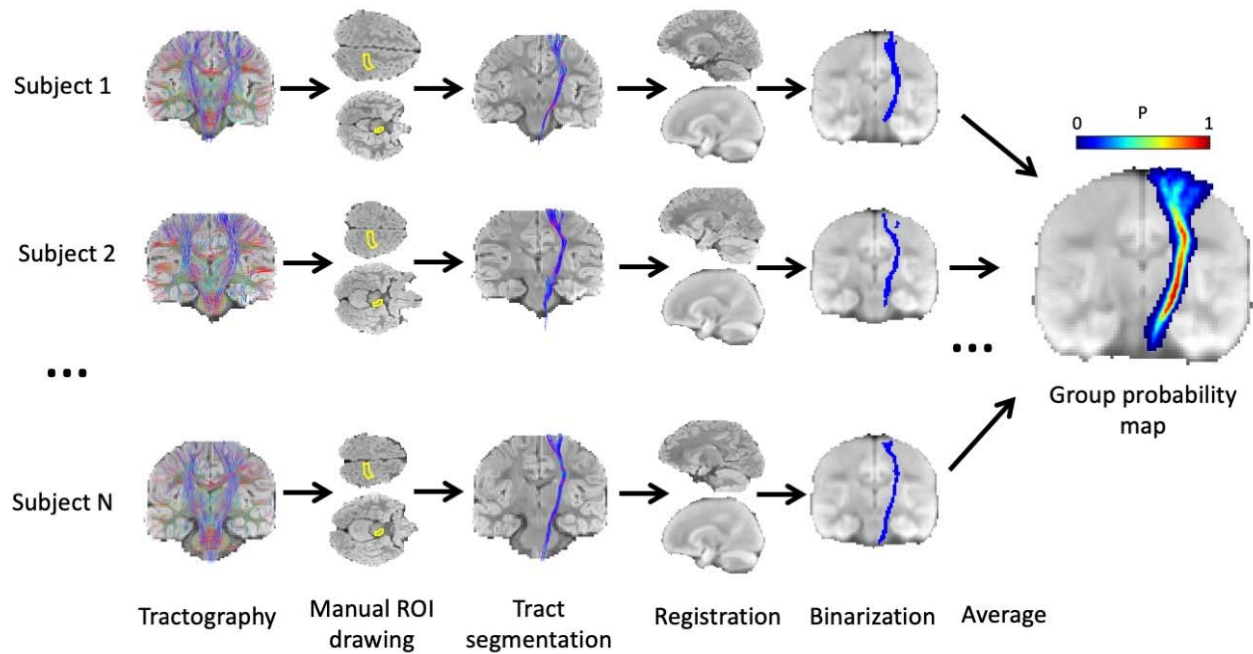 Subject 1
P
0 1
Subject 2
...
...
Group probability
map
Subject N
Tractography
Manual ROI
drawing
Tract
segmentation
Registration
Binarization
Average